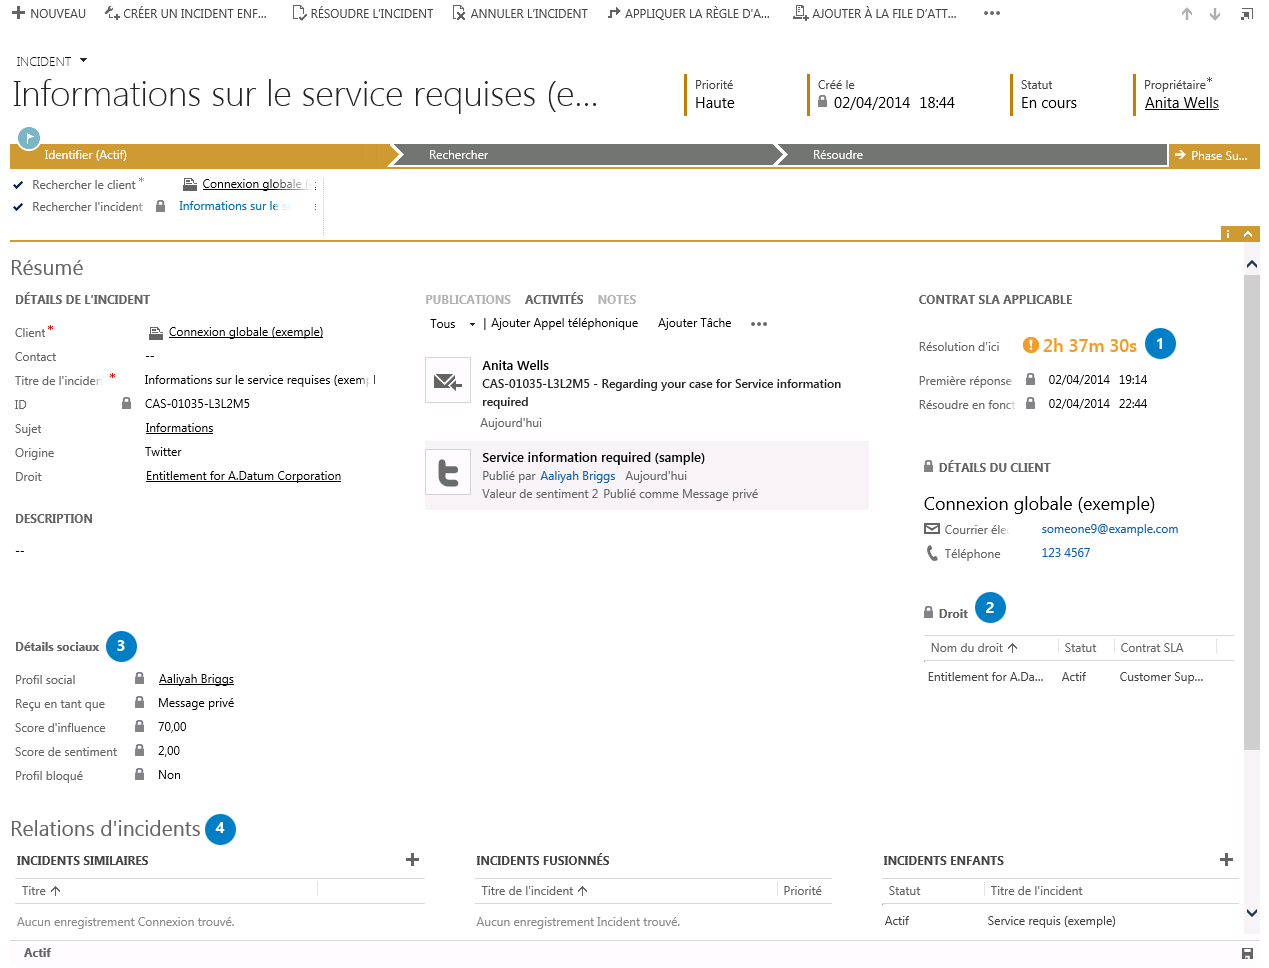 NOUVEAU CRÉER UN INCIDENT ENF... RÉSOUDRE L'INCIDENT ANNULER L'INCIDENT APPLIQUER LA RÈGLE D'A... AJOUTER À LA FILE D'ATT... •••
INCIDENT
Informations sur le service requises (e...
Priorité
Haute
Créé le
02/04/2014 18:44
Statut
En cours
Propriétaire*
Anita Wells
Identifier (Actif) Rechercher Résoudre Phase Su...
Rechercher le client* Connexion globale (
Rechercher l'incident Informations sur le se
Résumé
DÉTAILS DE L'INCIDENT
Client* Connexion globale (exemple)
Contact --
Titre de l'inciden * Informations sur le service requises (exemp
ID CAS-01035-L3L2M5
Sujet Informations
Origine Twitter
Droit Entitlement for A.Datum Corporation
DESCRIPTION
--
Détails sociaux 3
Profil social Aaliyah Briggs
Reçu en tant que Message privé
Score d'influence 70,00
Score de sentiment 2,00
Profil bloqué Non
PUBLICATIONS ACTIVITÉS NOTES
Tous | Ajouter Appel téléphonique Ajouter Tâche •••
Anita Wells
CAS-01035-L3L2M5 - Regarding your case for Service information
required
Aujourd'hui
Service information required (sample)
Publié par Aaliyah Briggs Aujourd'hui
Valeur de sentiment 2 Publié comme Message privé
CONTRAT SLA APPLICABLE
Résolution d'ici 2h 37m 30s 1
Première réponse 02/04/2014 19:14
Résoudre en fonct 02/04/2014 22:44
DÉTAILS DU CLIENT
Connexion globale (exemple)
Courrier éle someone9@example.com
Téléphone 123 4567
Droit 2
Nom du droit Statut Contrat SLA
Entitlement for A.Da... Actif Customer Sup...
Relations d'incidents 4
INCIDENTS SIMILAIRES
Titre
Aucun enregistrement Connexion trouvé.
INCIDENTS FUSIONNÉS
Titre de l'incident Priorité
Aucun enregistrement Incident trouvé.
INCIDENTS ENFANTS
Statut Titre de l'incident
Actif Service requis (exemple)
Actif